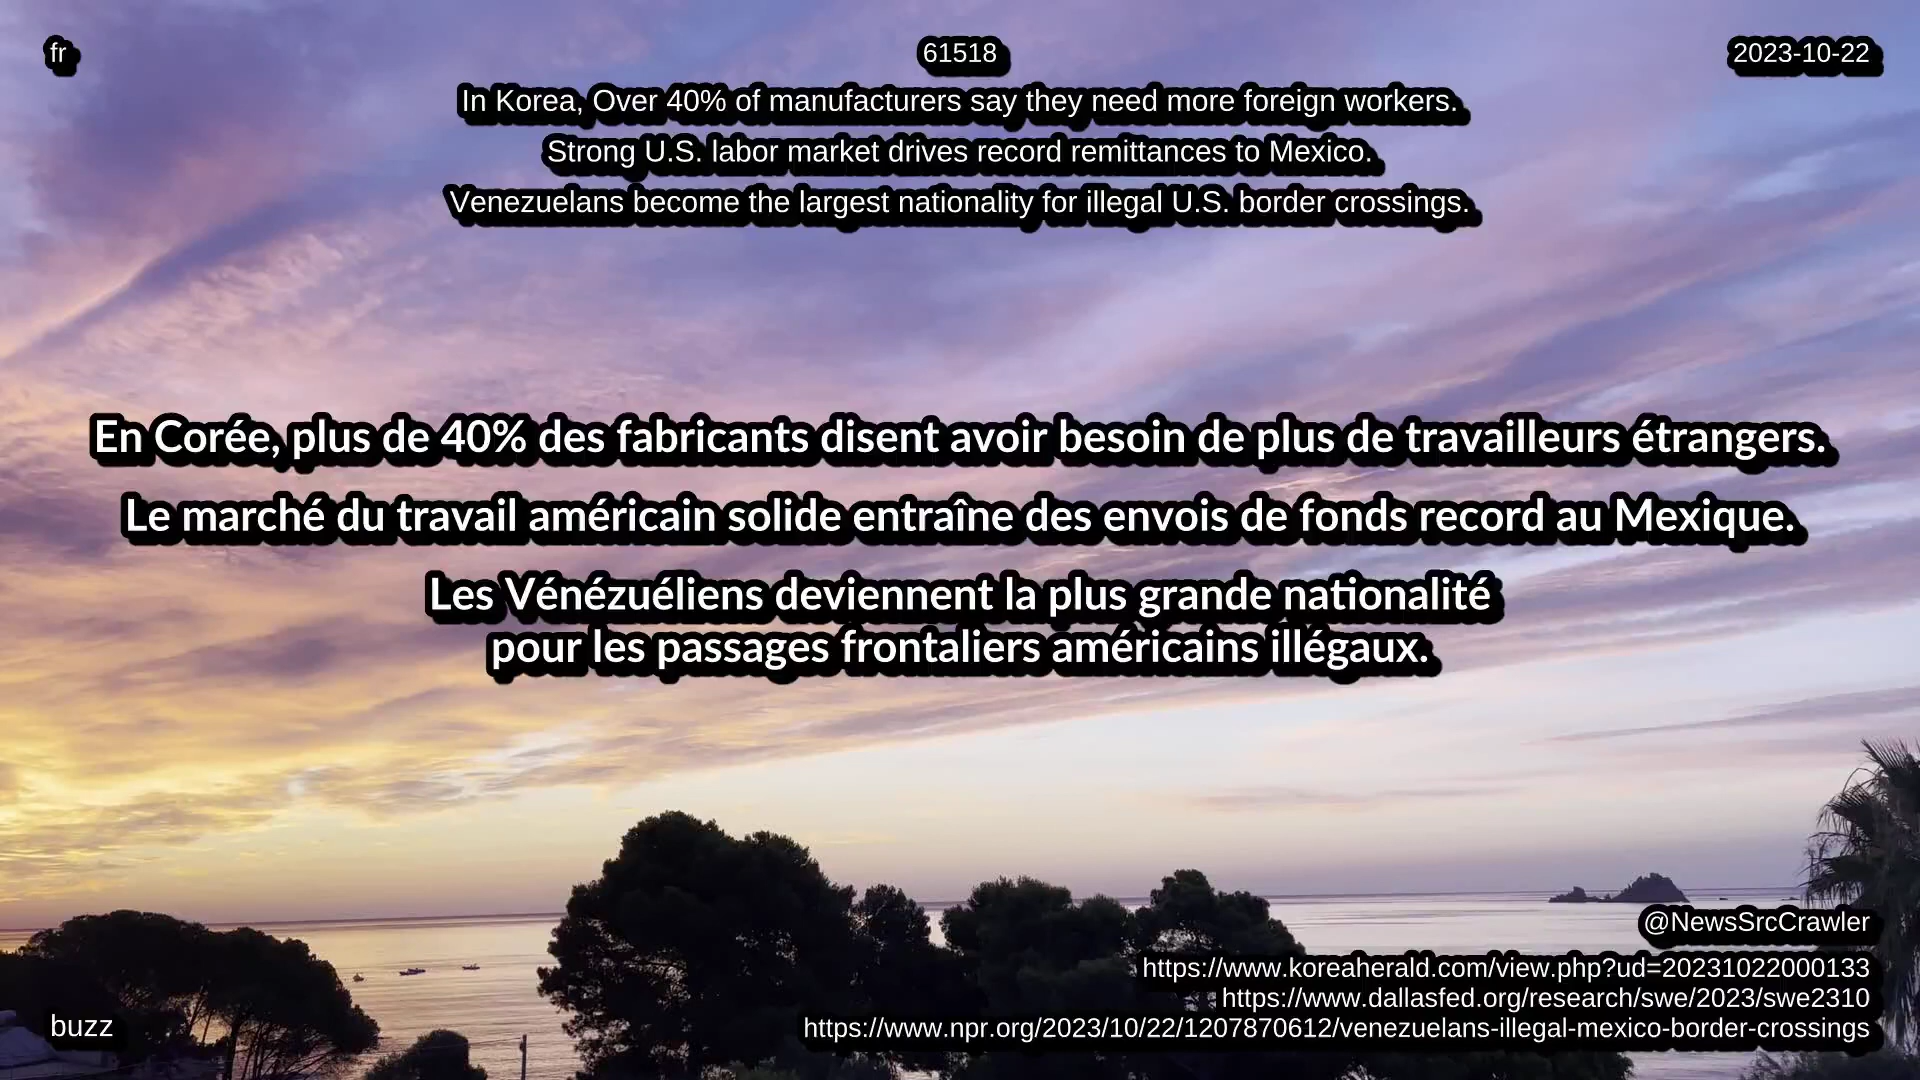 fr
61518
2023-10-22
In Korea, Over 40% of manufacturers say they need more foreign workers.
Strong U.S. labor market drives record remittances to Mexico.
Venezuelans become the largest nationality for illegal U.S. border crossings.
En Corée, plus de 40% des fabricants disent avoir besoin de plus de travailleurs étrangers.
Le marché du travail américain solide entraîne des envois de fonds record au Mexique.
Les Vénézuéliens deviennent la plus grande nationalité
pour les passages frontaliers américains illégaux.
@NewsSrcCrawler
https://www.koreaherald.com/view.php?ud=20231022000133
https://www.dallasfed.org/research/swe/2023/swe2310
https://www.npr.org/2023/10/22/1207870612/venezuelans-illegal-mexico-border-crossings
buzz